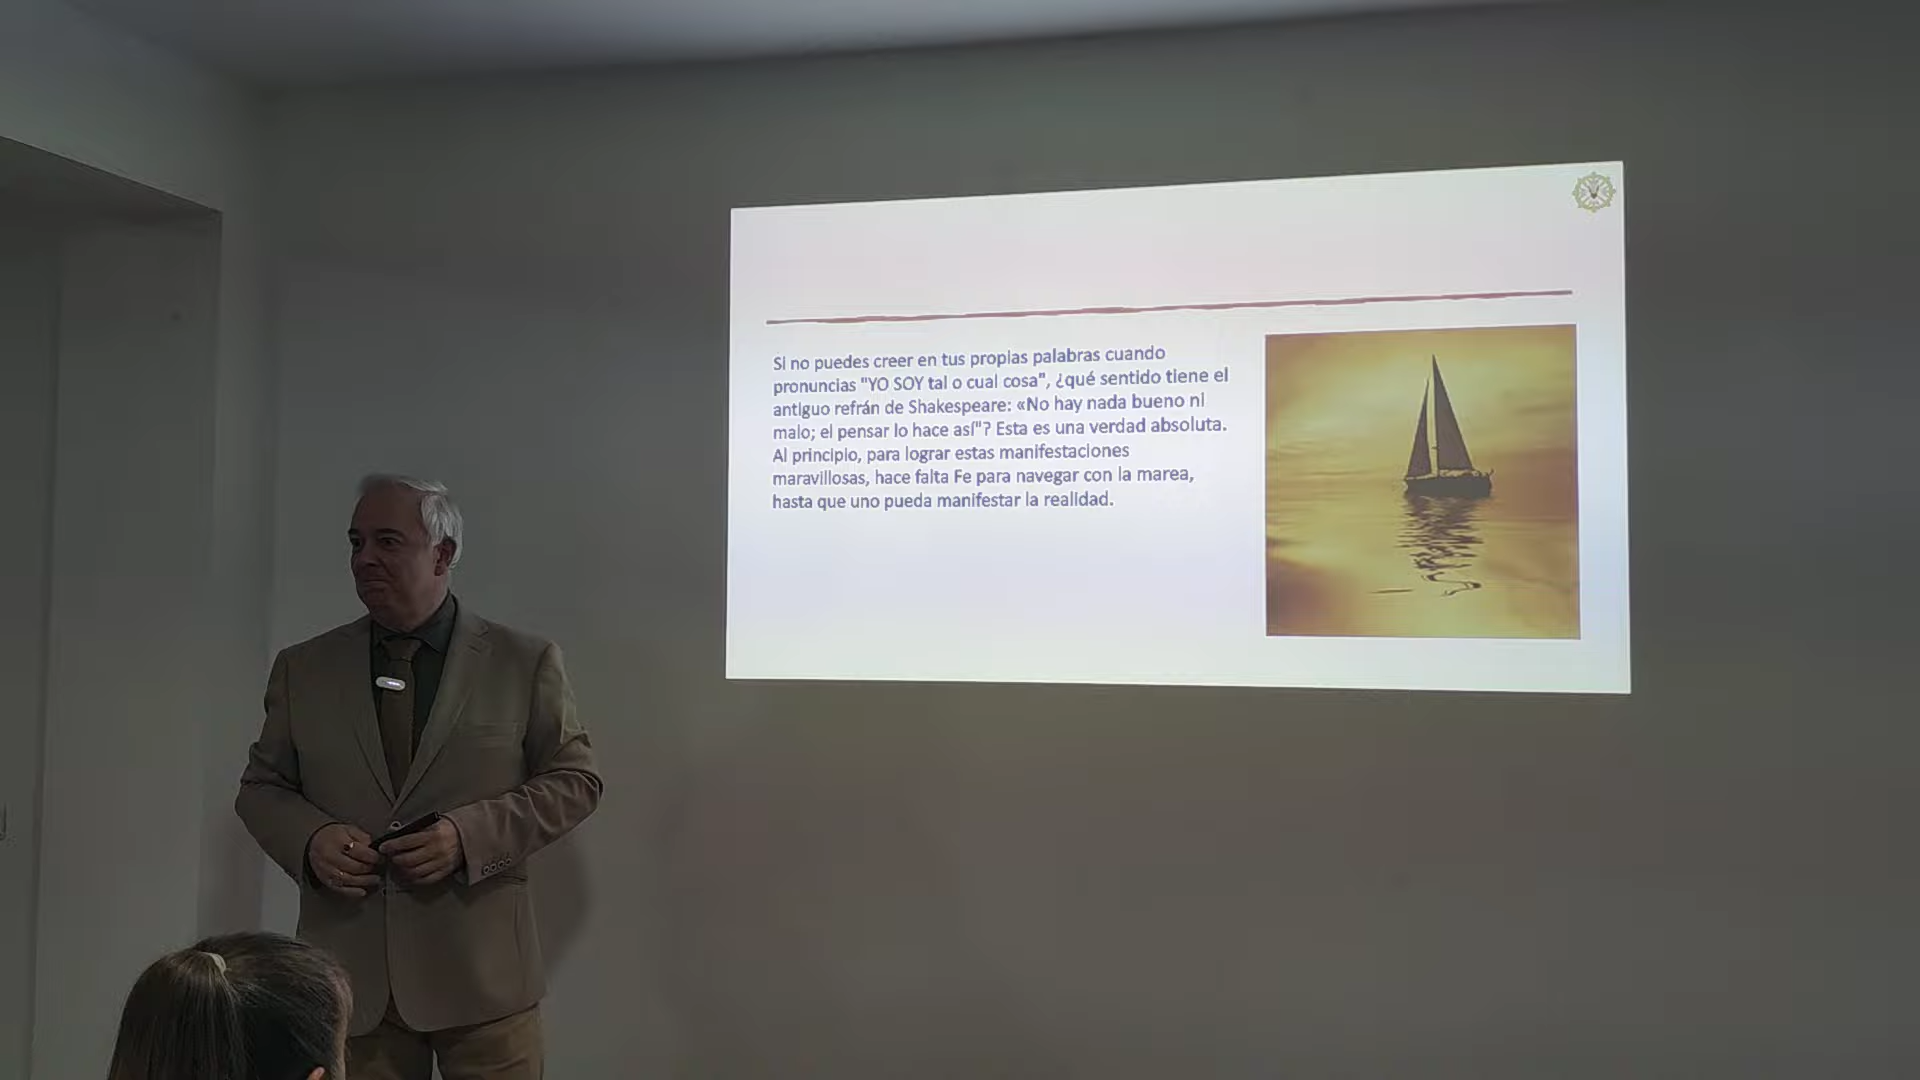 Si no puedes creer en tus propias palabras cuando
pronuncias "YO SOY tal o cual cosa", ¿qué sentido tiene el
antiguo refrán de Shakespeare: «No hay nada bueno ni
malo; el pensar lo hace así"? Esta es una verdad absoluta.
Al principio, para lograr estas manifestaciones
maravillosas, hace falta Fe para navegar con la marea,
hasta que uno pueda manifestar la realidad.